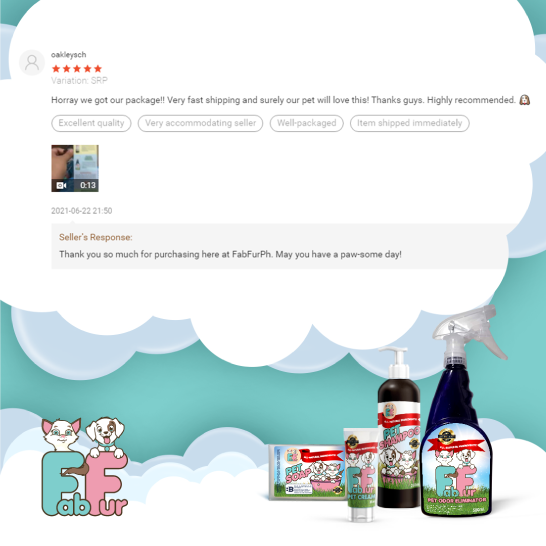 oakleysch
Variation: SRP
Horray we got our package!! Very fast shipping and surely our pet will love this! Thanks guys. Highly recommended.
Excellent quality
Very accommodating seller
Well-packaged
Item shipped immediately
0:13
2021-06-22 21:50
Seller's Response:
Thank you so much for purchasing here at FabFurPh. May you have a paw-some day!
FabFur
PET SOAP
FabFur
PET CREAM
PET SHAMPOO
FabFur
PET ODOR ELIMINATOR